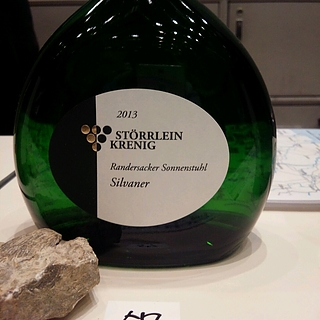 2013
STÖRRLEIN
KRENIG
Randersacker Sonnenstuhl
Silvaner